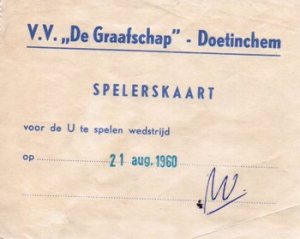 V.V. „De Graafschap" - Doetinchem
SPELERSKAART
voor de U te spelen wedstrijd
op 21 aug. 1960